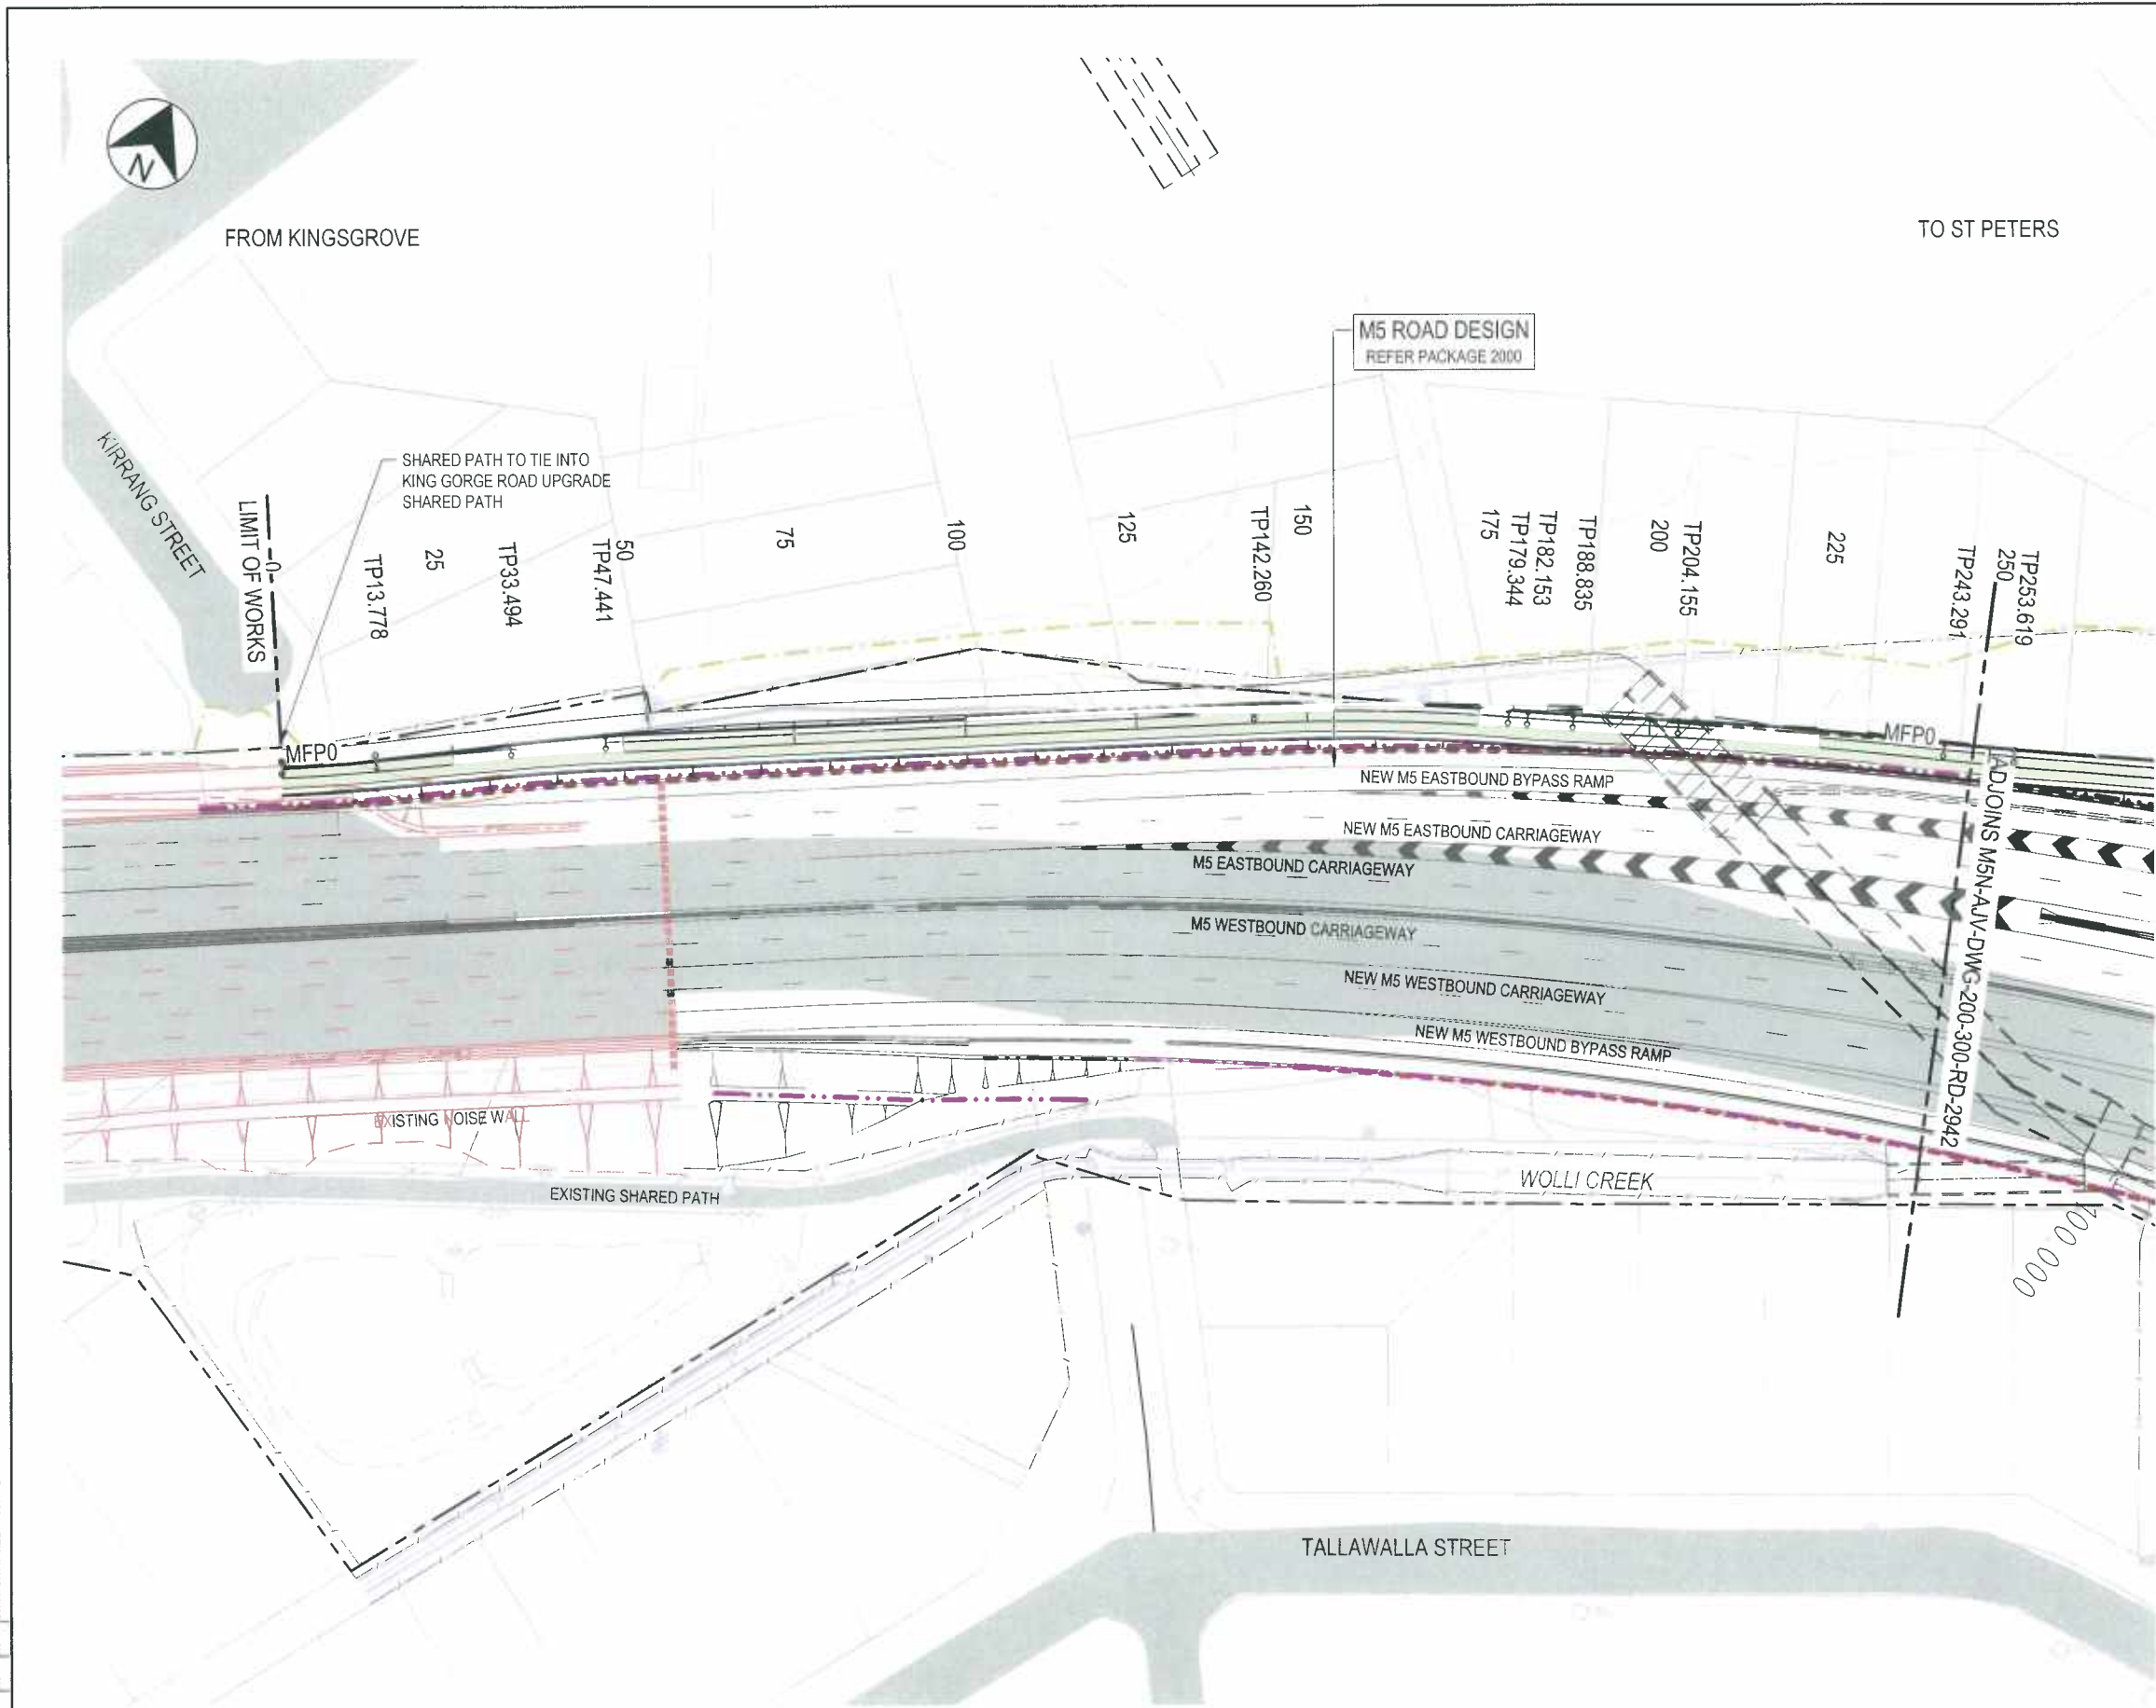 N
FROM KINGSGROVE
TO ST PETERS
M5 ROAD DESIGN
REFER PACKAGE 2000
KIRRANG STREET
SHARED PATH TO TIE INTO
KING GORGE ROAD UPGRADE
SHARED PATH
LIMIT OF WORKS
0
TP13.778
25
TP33.494
TP47.441
50
75
100
125
TP142.260
150
175
TP179.344
TP182.153
TP188.835
200
TP204.155
225
TP243.291
250
TP253.619
MFP0
MFP0
NEW M5 EASTBOUND BYPASS RAMP
NEW M5 EASTBOUND CARRIAGEWAY
M5 EASTBOUND CARRIAGEWAY
M5 WESTBOUND CARRIAGEWAY
NEW M5 WESTBOUND CARRIAGEWAY
NEW M5 WESTBOUND BYPASS RAMP
ADJOINS M5N-AJV-DWG-200-300-RD-2942
EXISTING NOISE WALL
EXISTING SHARED PATH
WOLLI CREEK
100 000
TALLAWALLA STREET